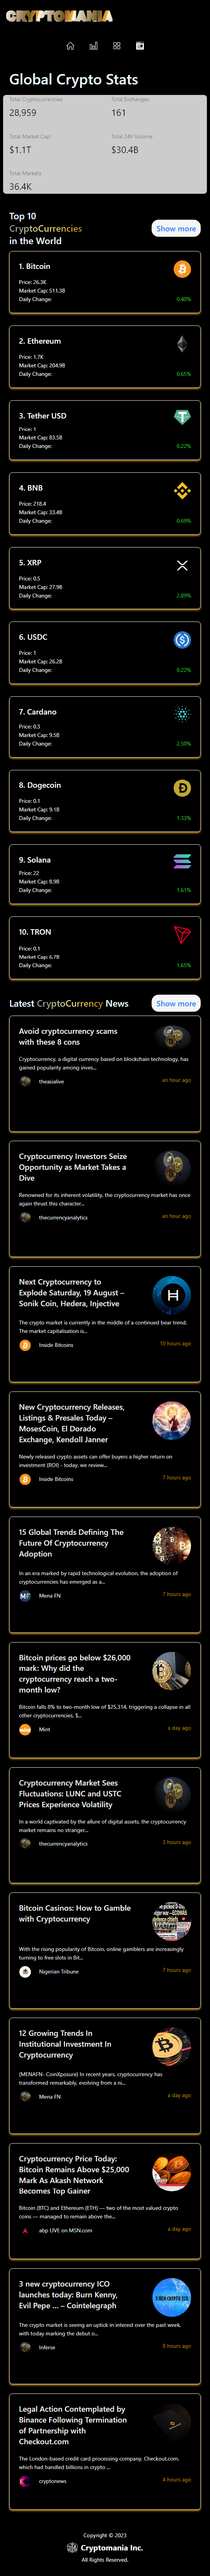 CRYPTOMANIA
Global Crypto Stats
Total Cryptocurrencies
28,959
Total Exchanges
161
Total Market Cap:
$1.1T
Total 24h Volume
$30.4B
Total Markets
36.4K
Top 10
CryptoCurrencies
in the World
Show more
1. Bitcoin
Price: 26.3K
Market Cap: 511.3B
Daily Change:
0.40%
2. Ethereum
Price: 1.7K
Market Cap: 204.9B
Daily Change:
0.65%
3. Tether USD
Price: 1
Market Cap: 83.5B
Daily Change:
0.22%
4. BNB
Price: 218.4
Market Cap: 33.4B
Daily Change:
0.69%
5. XRP
Price: 0.5
Market Cap: 27.9B
Daily Change:
2.89%
6. USDC
Price: 1
Market Cap: 26.2B
Daily Change:
0.22%
7. Cardano
Price: 0.3
Market Cap: 9.5B
Daily Change:
2.50%
8. Dogecoin
Price: 0.1
Market Cap: 9.1B
Daily Change:
1.33%
9. Solana
Price: 22
Market Cap: 8.9B
Daily Change:
1.61%
10. TRON
Price: 0.1
Market Cap: 6.7B
Daily Change:
1.65%
Latest CryptoCurrency News
Show more
Avoid cryptocurrency scams
with these 8 cons
Cryptocurrency, a digital currency based on blockchain technology, has
gained popularity among inves...
theassialive
an hour ago
Cryptocurrency Investors Seize
Opportunity as Market Takes a
Dive
Renowned for its inherent volatility, the cryptocurrency market has once
again thrust this character...
thecurrencyanalytics
an hour ago
Next Cryptocurrency to
Explode Saturday, 19 August –
Sonik Coin, Hedera, Injective
The crypto market is currently in the middle of a continued bear trend.
The market capitalisation is...
Inside Bitcoins
10 hours ago
New Cryptocurrency Releases,
Listings & Presales Today –
MosesCoin, El Dorado
Exchange, Kendoll Janner
Newly released crypto assets can offer buyers a higher return on
investment (ROI) - today, we review...
Inside Bitcoins
7 hours ago
15 Global Trends Defining The
Future Of Cryptocurrency
Adoption
In an era marked by rapid technological evolution, the adoption of
cryptocurrencies has emerged as a...
Mena FN
7 hours ago
Bitcoin prices go below $26,000
mark: Why did the
cryptocurrency reach a two-
month low?
Bitcoin falls 8% to two-month low of $25,314, triggering a collapse in all
other cryptocurrencies, $...
Mint
a day ago
Cryptocurrency Market Sees
Fluctuations: LUNC and USTC
Prices Experience Volatility
In a world captivated by the allure of digital assets, the cryptocurrency
market remains no stranger...
thecurrencyanalytics
3 hours ago
Bitcoin Casinos: How to Gamble
with Cryptocurrency
With the rising popularity of Bitcoin, online gamblers are increasingly
turning to free slots in Bit...
Nigerian Tribune
7 hours ago
12 Growing Trends In
Institutional Investment In
Cryptocurrency
(MENAFN- CoinXposure) In recent years, cryptocurrency has
transformed remarkably, evolving from a ni...
Mena FN
a day ago
Cryptocurrency Price Today:
Bitcoin Remains Above $25,000
Mark As Akash Network
Becomes Top Gainer
Bitcoin (BTC) and Ethereum (ETH) — two of the most valued crypto
coins — managed to remain above the...
abp LIVE on MSN.com
a day ago
3 new cryptocurrency ICO
launches today: Burn Kenny,
Evil Pepe ... – Cointelegraph
The crypto market is seeing an uptick in interest over the past week,
with today marking the debut o...
Inferse
8 hours ago
Legal Action Contemplated by
Binance Following Termination
of Partnership with
Checkout.com
The London-based credit card processing company, Checkout.com,
which had handled billions in crypto ...
cryptonews
4 hours ago
Copyright © 2023
Cryptomania Inc.
All Rights Reserved.